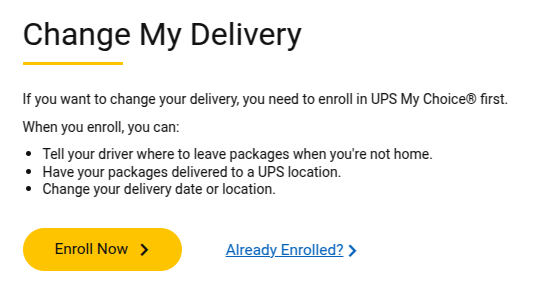 Change My Delivery
If you want to change your delivery, you need to enroll in UPS My Choice® first.
When you enroll, you can:
• Tell your driver where to leave packages when you're not home.
• Have your packages delivered to a UPS location.
• Change your delivery date or location.
Enroll Now Already Enrolled?